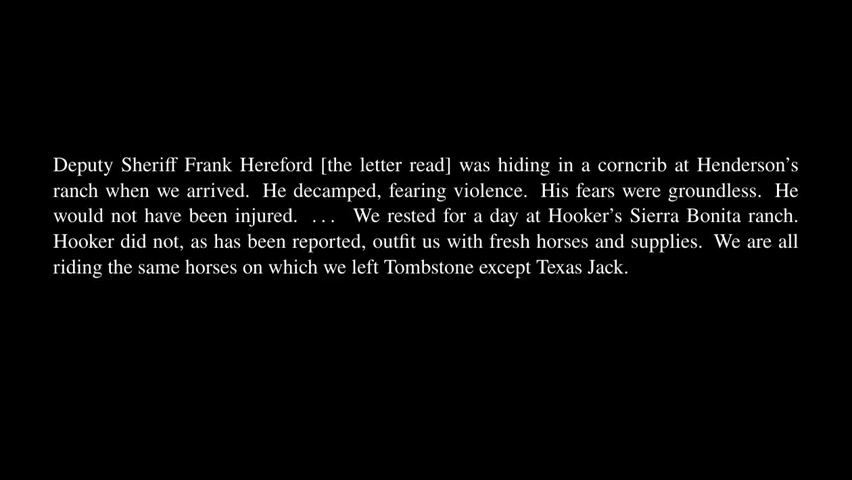 Deputy Sheriff Frank Hereford [the letter read] was hiding in a corncrib at Henderson's
ranch when we arrived. He decamped, fearing violence. His fears were groundless. He
would not have been injured. ... We rested for a day at Hooker's Sierra Bonita ranch.
Hooker did not, as has been reported, outfit us with fresh horses and supplies. We are all
riding the same horses on which we left Tombstone except Texas Jack.